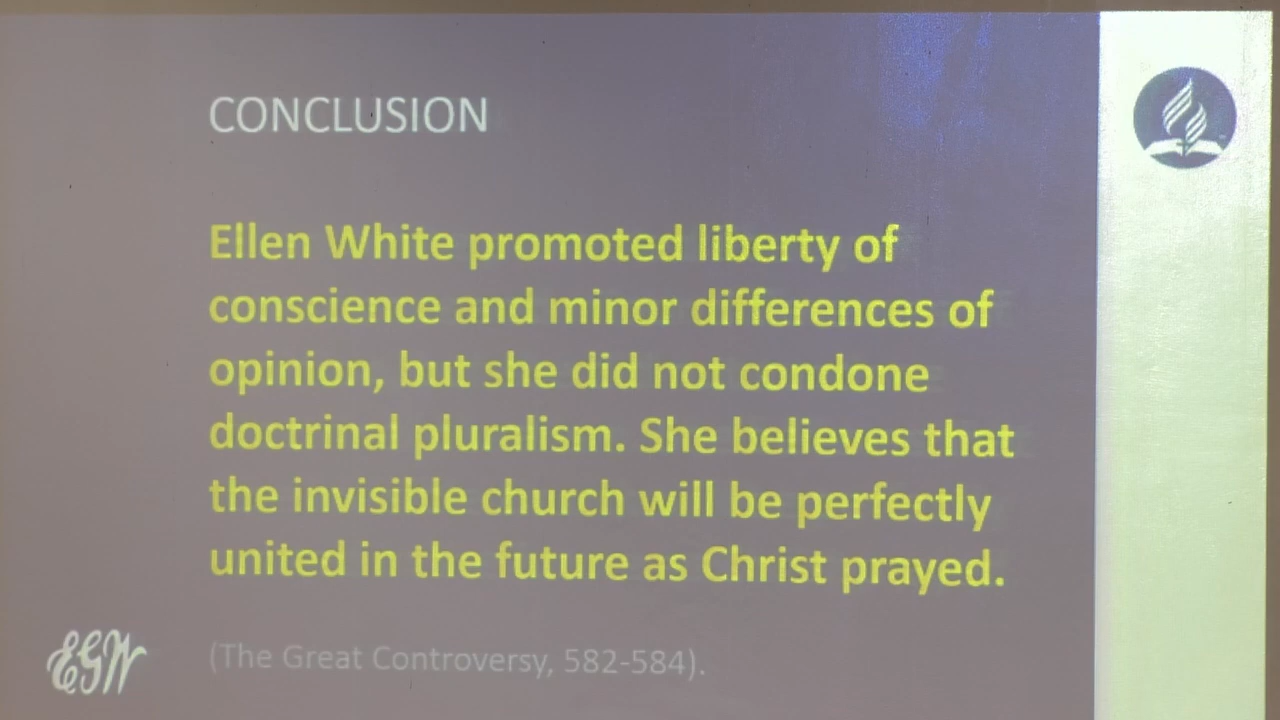 CONCLUSION
Ellen White promoted liberty of
conscience and minor differences of
opinion, but she did not condone
doctrinal pluralism. She believes that
the invisible church will be perfectly
united in the future as Christ prayed.
EGW
(The Great Controversy, 582-584).